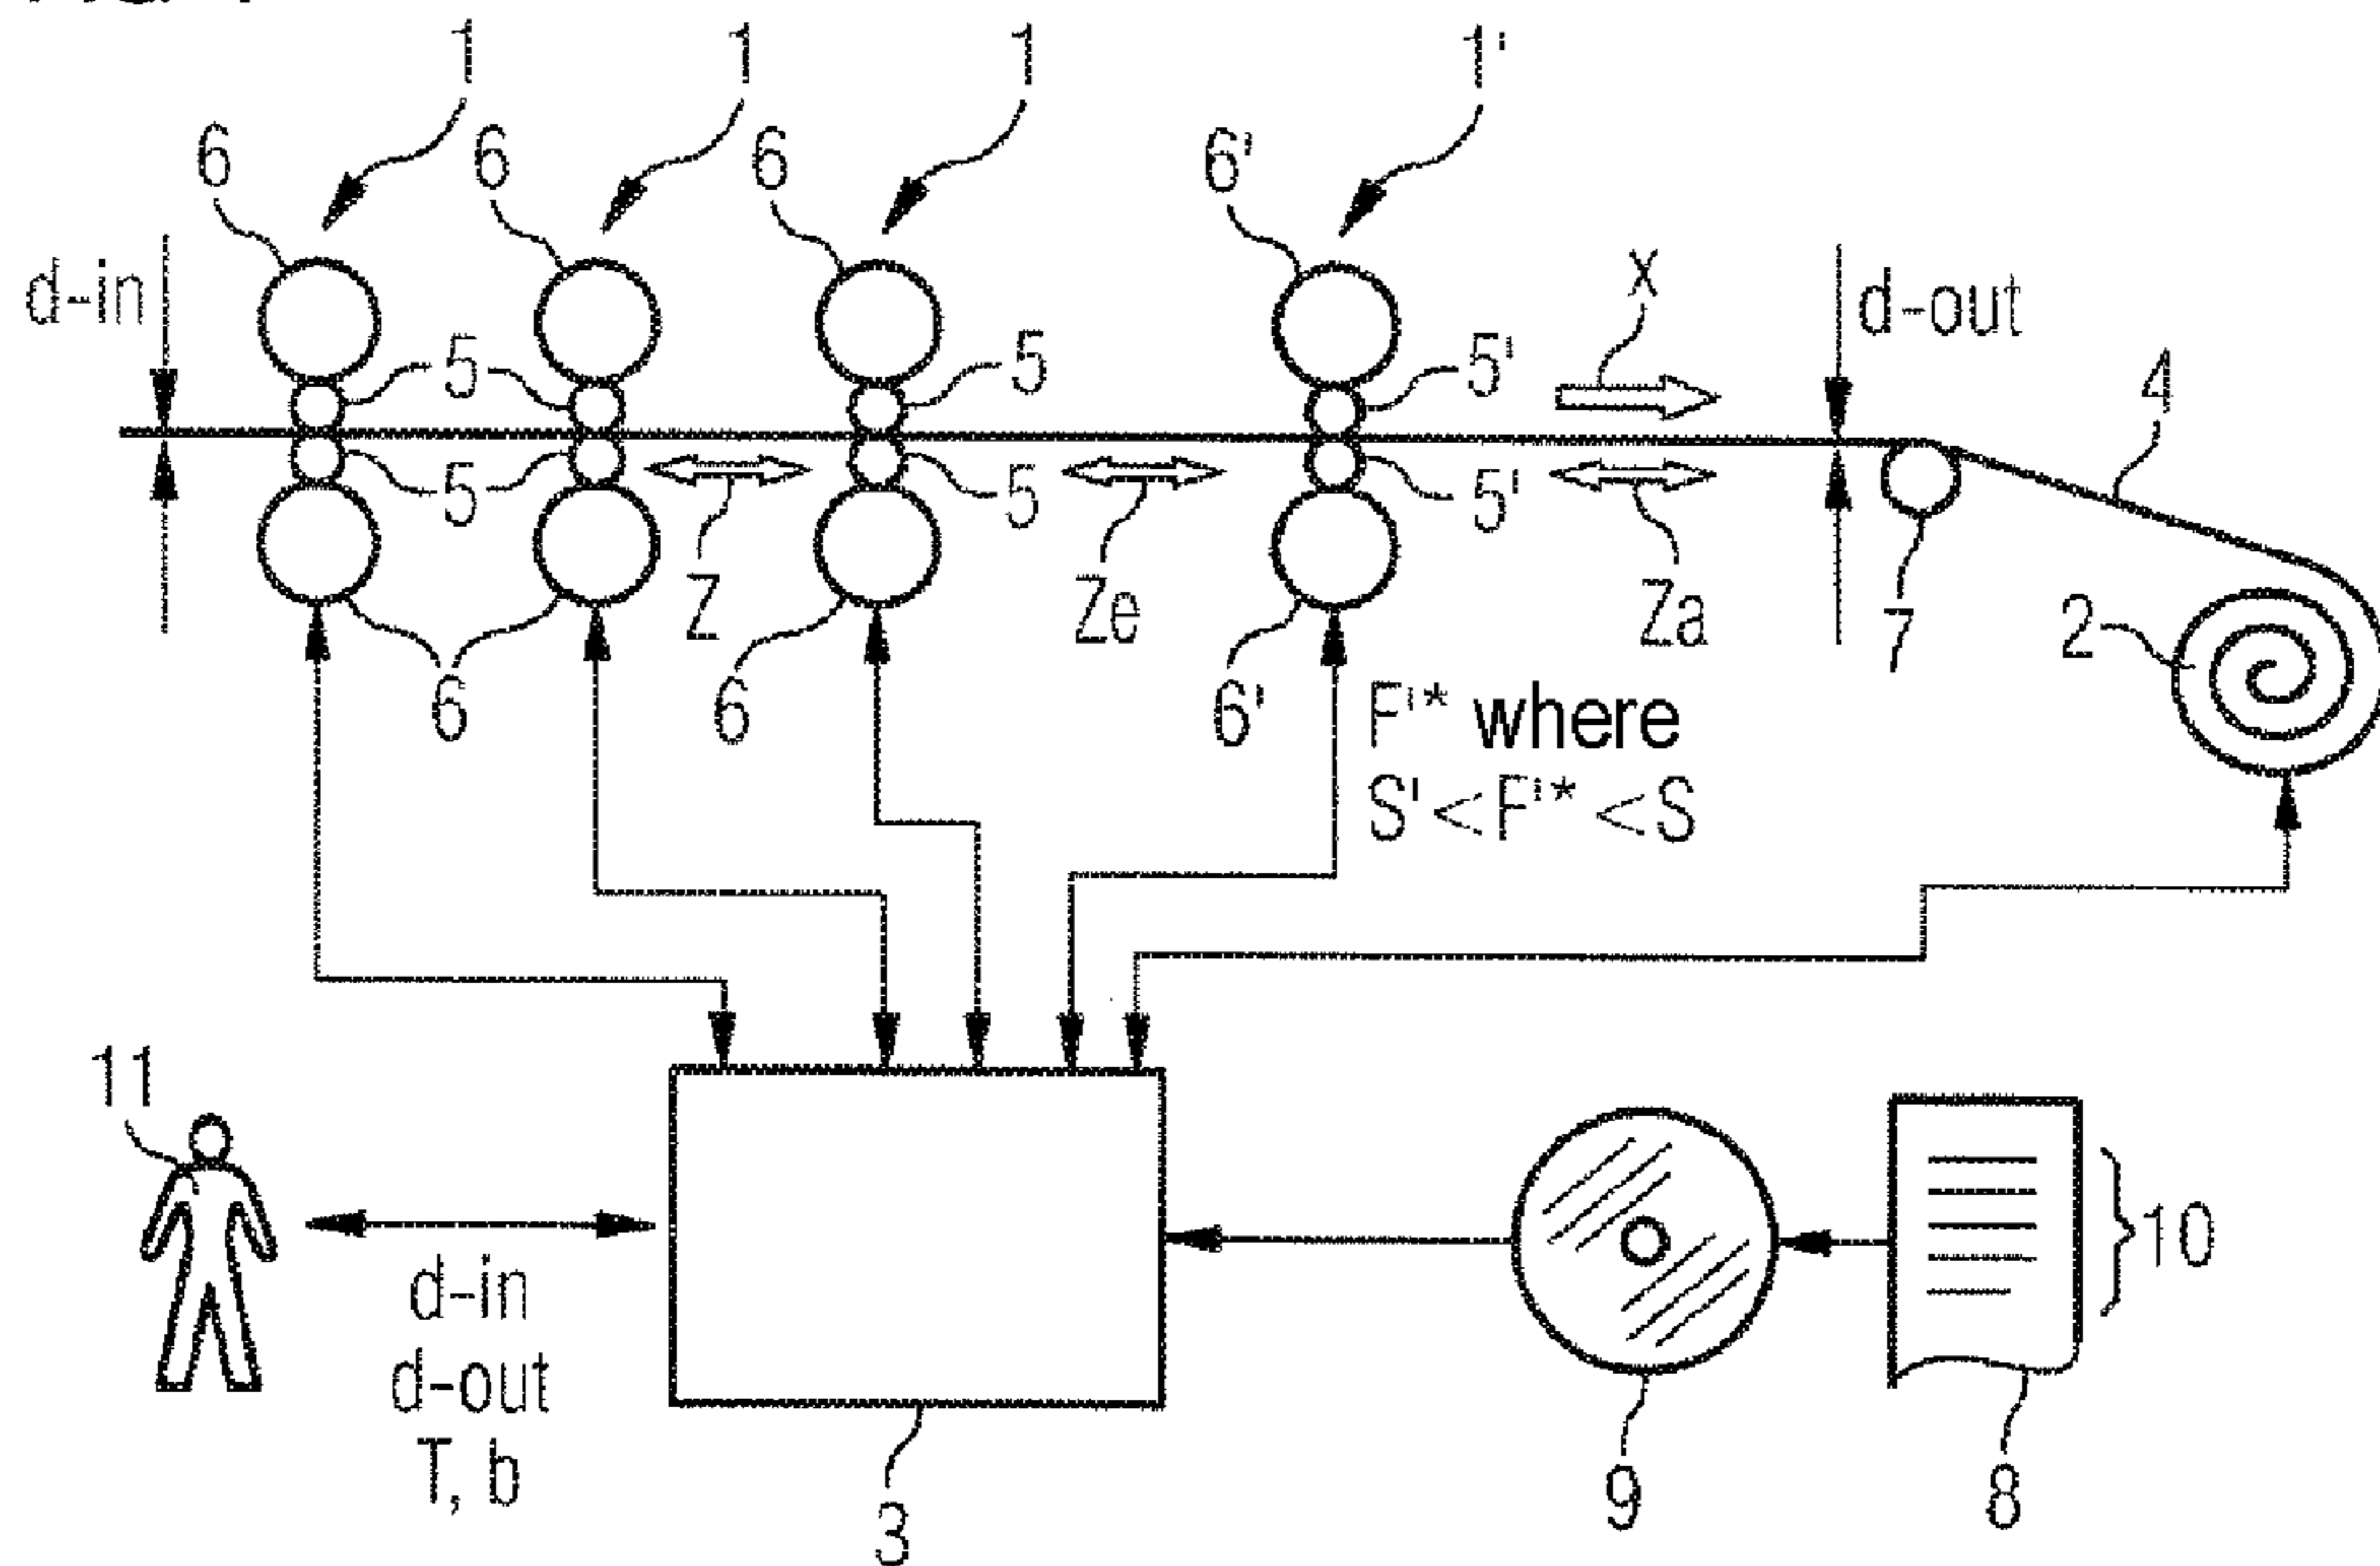 1 1 1 1'
6 6 6 6'
d-in x d-out
5 5 5' 4
5 5 5'
Z Ze Za 7 2
6 6 6' F'* where
S'<F'*<S
11
10
d-in
d-out
T, b
3 9 8